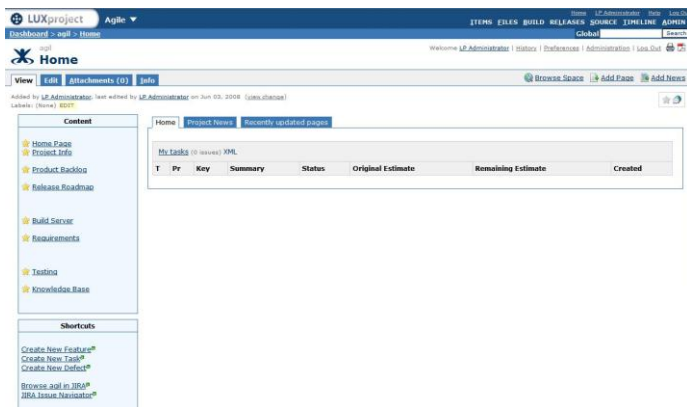 Home LP Administrator Help Log Out
LUXproject Agile ▼
ITEMS FILES BUILD RELEASES SOURCE TIMELINE ADMIN
Dashboard > agil > Home
Global Search
agil
Home
Welcome LP Administrator | History | Preferences | Administration | Log Out
View Edit Attachments (0) Info
Browse Space Add Page Add News
Added by LP Administrator, last edited by LP Administrator on Jun 03, 2008 (view change)
Labels: (None) EDIT
Content
Home Page
Project Info
Product Backlog
Release Roadmap
Build Server
Requirements
Testing
Knowledge Base
Shortcuts
Create New Feature
Create New Task
Create New Defect
Browse agil in JIRA
JIRA Issue Navigator
Home Project News Recently updated pages
My tasks (0 issues) XML
T Pr Key Summary Status Original Estimate Remaining Estimate Created